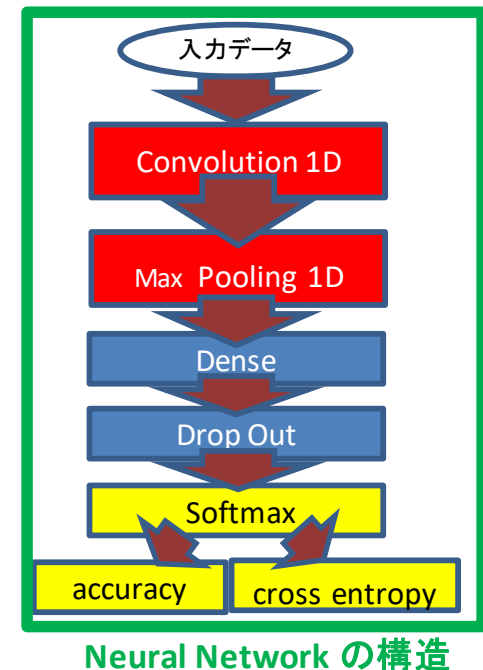 入力データ
Convolution 1D
Max Pooling 1D
Dense
Drop Out
Softmax
accuracy
cross entropy
Neural Network の構造